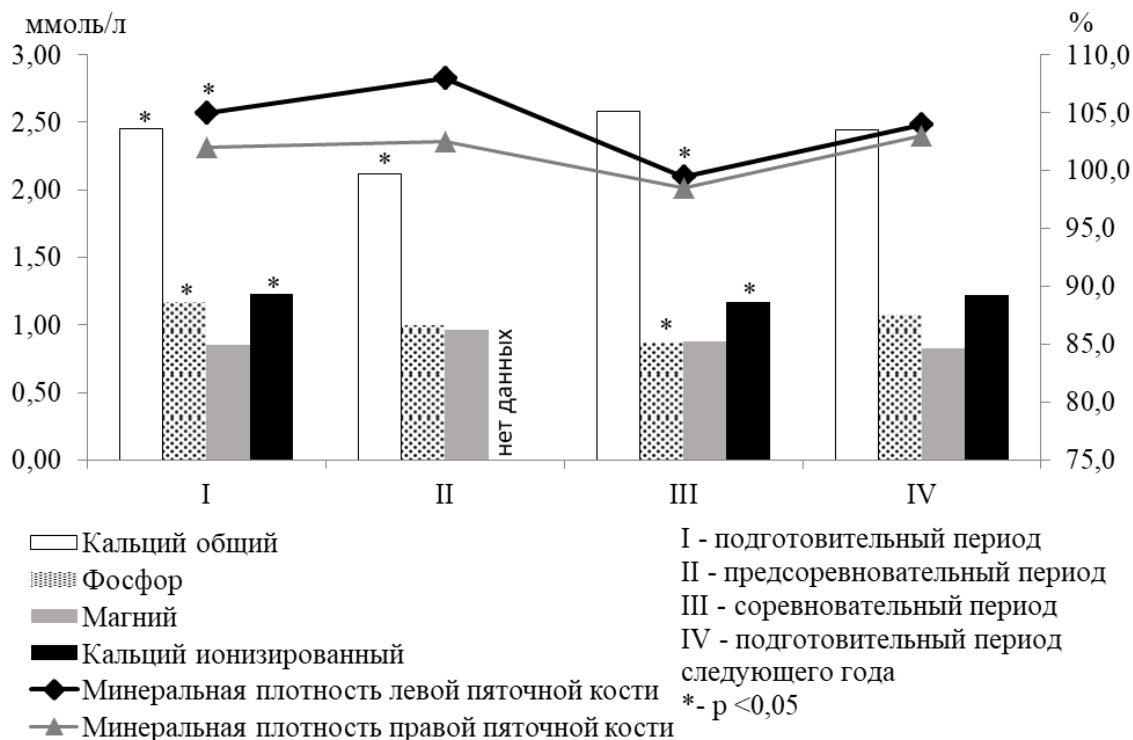 ммоль/л
%
3,00
2,50
2,00
1,50
1,00
0,50
0,00
110,0
105,0
100,0
95,0
90,0
85,0
80,0
75,0
*
*
*
*
*
*
*
*
нет данных
I
II
III
IV
Кальций общий
Фосфор
Магний
Кальций ионизированный
Минеральная плотность левой пяточной кости
Минеральная плотность правой пяточной кости
I - подготовительный период
II - предсоревновательный период
III - соревновательный период
IV - подготовительный период
следующего года
*- p <0,05